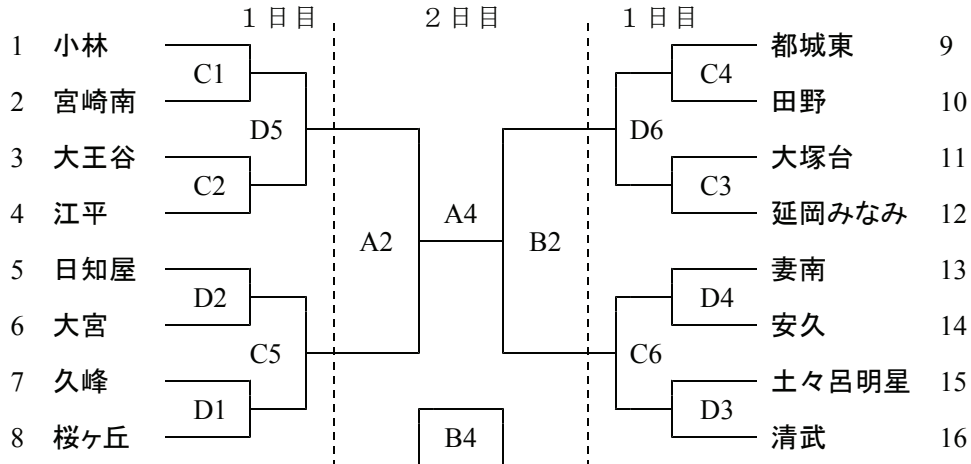 1日目 2日目 1日目
1 小林 都城東 9
C1 C4
2 宮崎南 田野 10
D5 D6
3 大王谷 大塚台 11
C2 C3
4 江平 A4 延岡みなみ 12
A2 B2
5 日知屋 妻南 13
D2 D4
6 大宮 安久 14
C5 C6
7 久峰 土々呂明星 15
D1 D3
8 桜ヶ丘 B4 清武 16